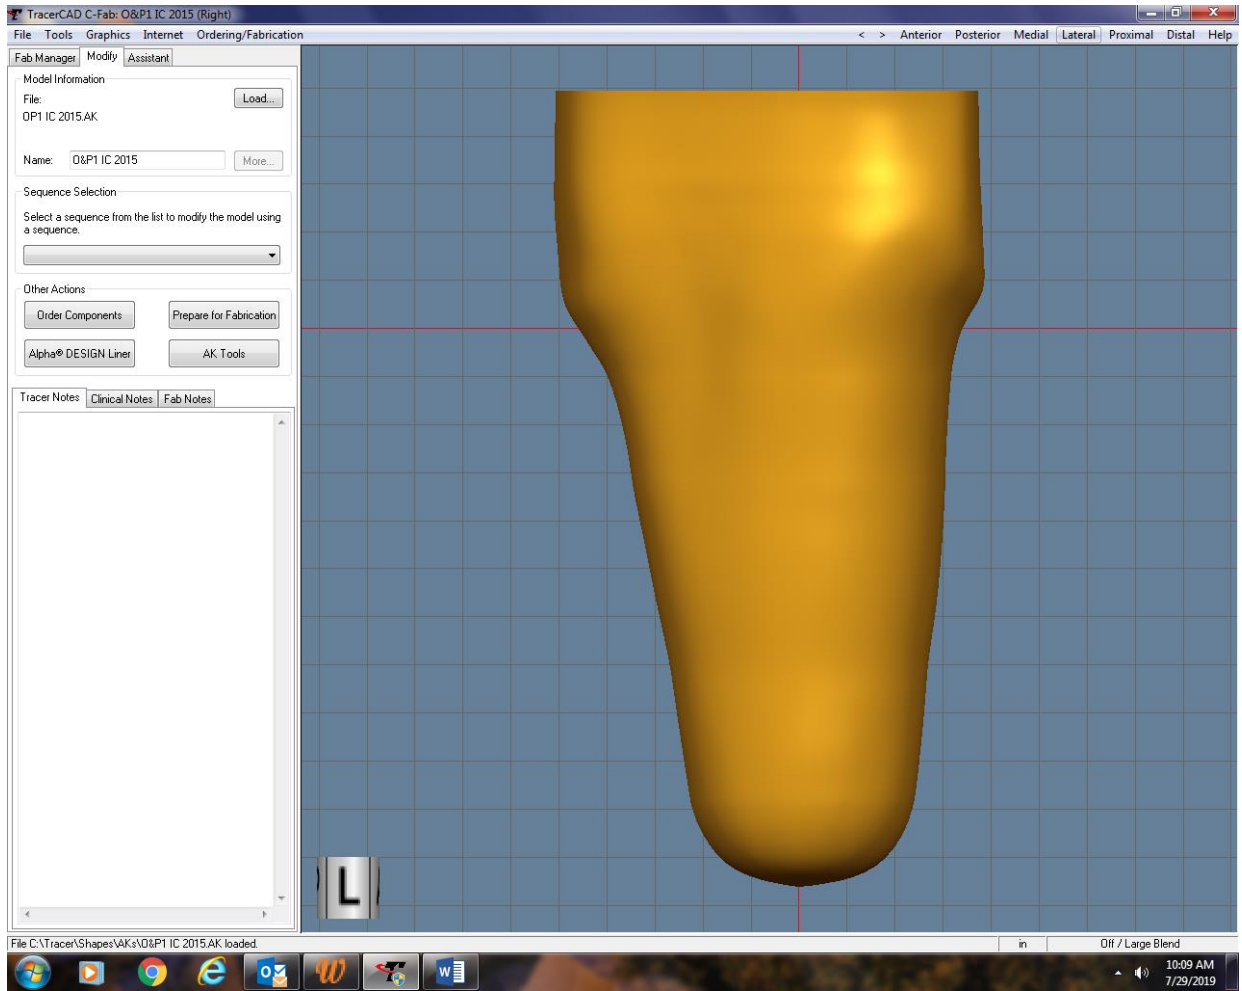 TracerCAD C-Fab: O&P1 IC 2015 (Right)
File Tools Graphics Internet Ordering/Fabrication < > Anterior Posterior Medial Lateral Proximal Distal Help
Fab Manager Modify Assistant
Model Information
File: Load...
OP1 IC 2015.AK
Name: O&P1 IC 2015 More...
Sequence Selection
Select a sequence from the list to modify the model using
a sequence.
Other Actions
Order Components Prepare for Fabrication
Alpha® DESIGN Liner AK Tools
Tracer Notes Clinical Notes Fab Notes
L
File C:\Tracer\Shapes\AKs\O&P1 IC 2015.AK loaded. in Off / Large Blend
10:09 AM
7/29/2019